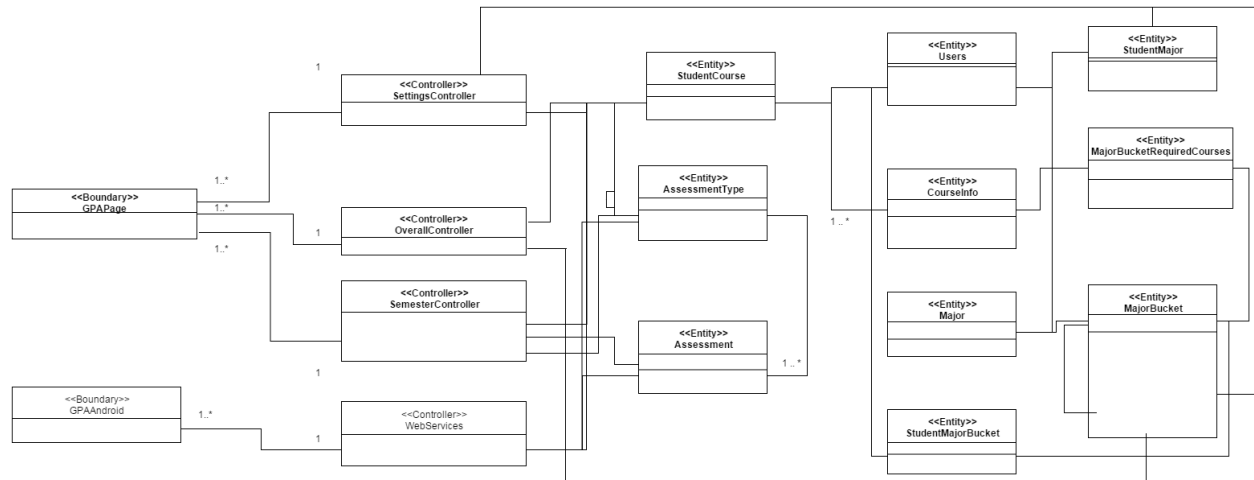 <<Entity>>
StudentMajor
<<Entity>>
Users
<<Entity>>
StudentCourse
1
<<Controller>>
SettingsController
<<Entity>>
MajorBucketRequiredCourses
<<Entity>>
AssessmentType
<<Entity>>
CourseInfo
1..*
<<Boundary>>
GPAPage
1..*
<<Controller>>
OverallController
1
1 .. *
1..*
<<Controller>>
SemesterController
<<Entity>>
Major
<<Entity>>
MajorBucket
<<Entity>>
Assessment
1 .. *
1
<<Boundary>>
GPAAndroid
1..*
<<Controller>>
WebServices
1
<<Entity>>
StudentMajorBucket